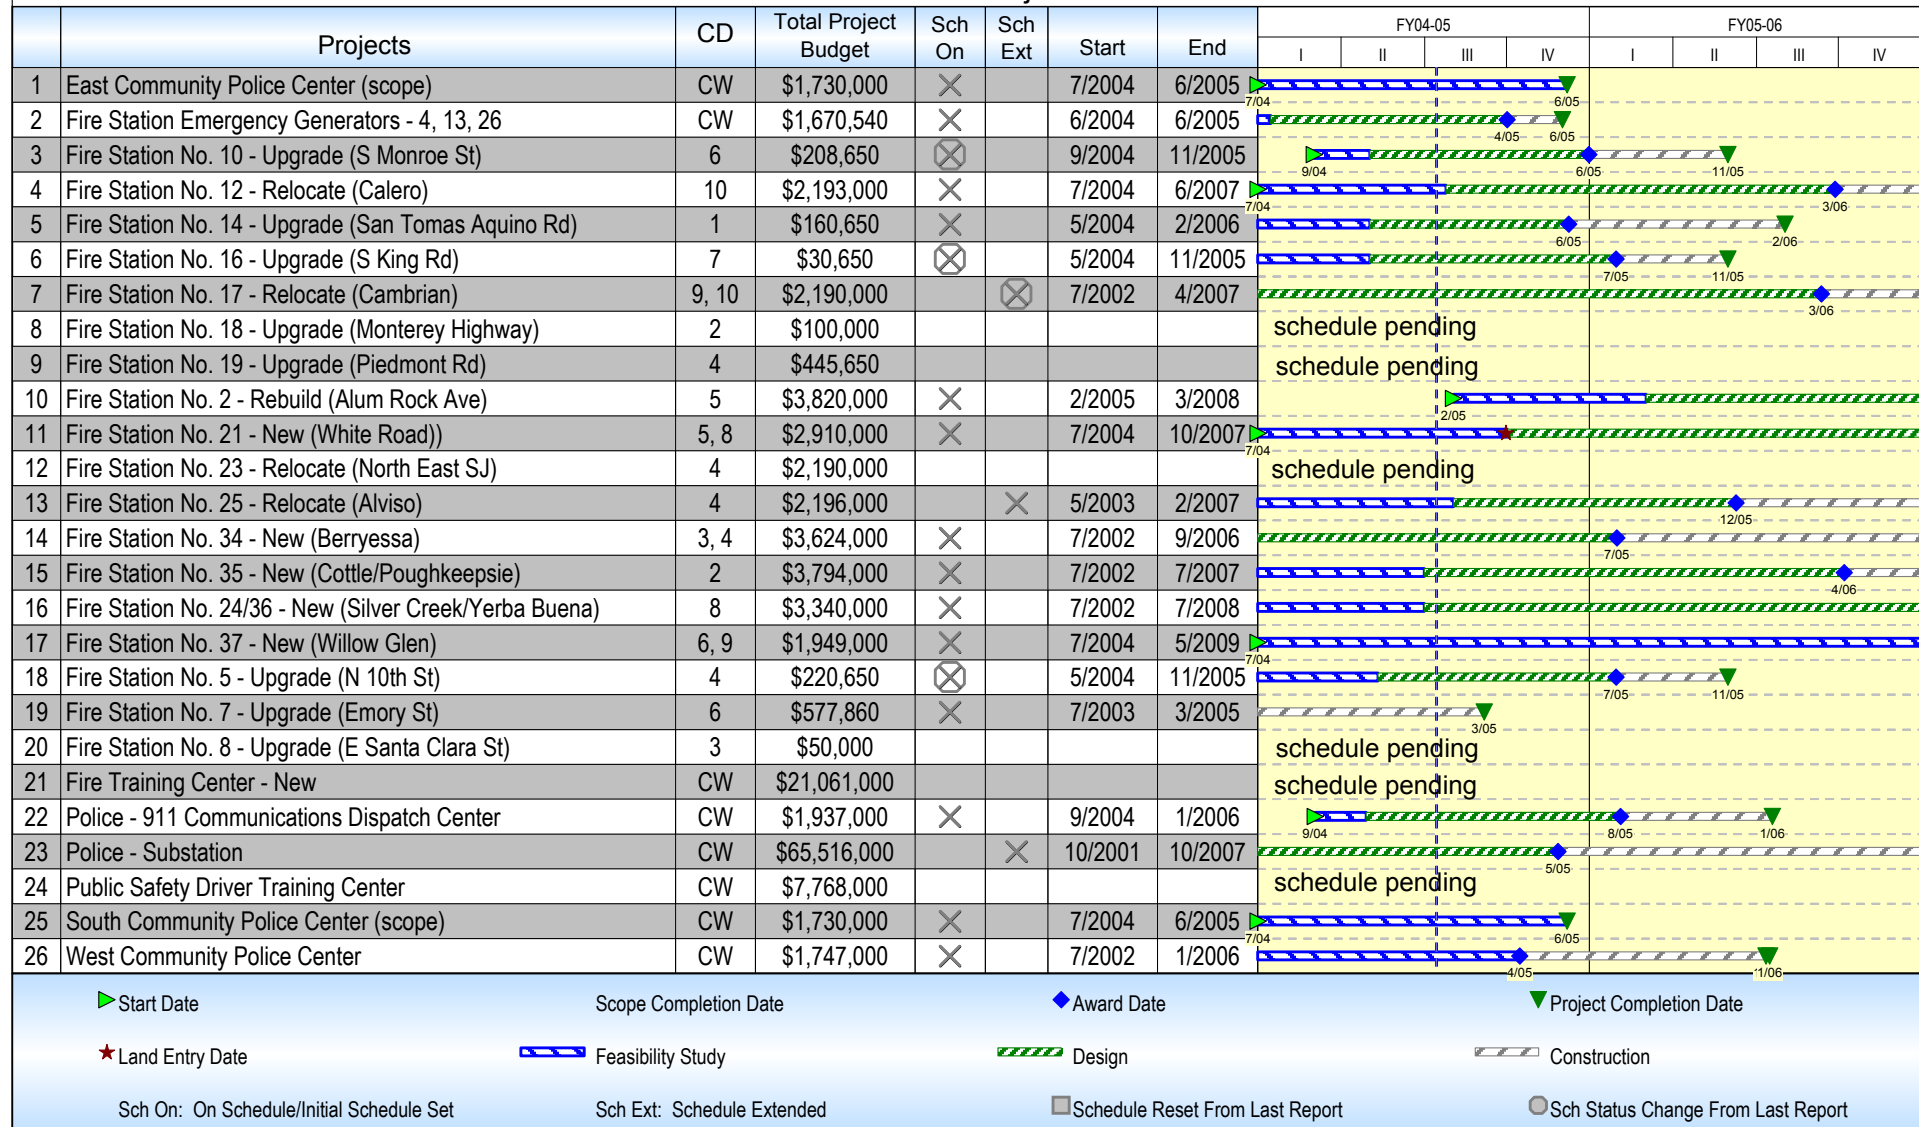 Projects CD Total Project Budget Sch On Sch Ext Start End FY04-05 FY05-06
I II III IV I II III IV
1 East Community Police Center (scope) CW $1,730,000 7/2004 6/2005 7/04 6/05
2 Fire Station Emergency Generators - 4, 13, 26 CW $1,670,540 6/2004 6/2005 4/05 6/05
3 Fire Station No. 10 - Upgrade (S Monroe St) 6 $208,650 9/2004 11/2005 9/04 6/05 11/05
4 Fire Station No. 12 - Relocate (Calero) 10 $2,193,000 7/2004 6/2007 7/04 3/06
5 Fire Station No. 14 - Upgrade (San Tomas Aquino Rd) 1 $160,650 5/2004 2/2006 6/05 2/06
6 Fire Station No. 16 - Upgrade (S King Rd) 7 $30,650 5/2004 11/2005 7/05 11/05
7 Fire Station No. 17 - Relocate (Cambrian) 9, 10 $2,190,000 7/2002 4/2007 3/06
8 Fire Station No. 18 - Upgrade (Monterey Highway) 2 $100,000 schedule pending
9 Fire Station No. 19 - Upgrade (Piedmont Rd) 4 $445,650 schedule pending
10 Fire Station No. 2 - Rebuild (Alum Rock Ave) 5 $3,820,000 2/2005 3/2008 2/05
11 Fire Station No. 21 - New (White Road)) 5, 8 $2,910,000 7/2004 10/2007 7/04
12 Fire Station No. 23 - Relocate (North East SJ) 4 $2,190,000 schedule pending
13 Fire Station No. 25 - Relocate (Alviso) 4 $2,196,000 5/2003 2/2007 12/05
14 Fire Station No. 34 - New (Berryessa) 3, 4 $3,624,000 7/2002 9/2006 7/05
15 Fire Station No. 35 - New (Cottle/Poughkeepsie) 2 $3,794,000 7/2002 7/2007 4/06
16 Fire Station No. 24/36 - New (Silver Creek/Yerba Buena) 8 $3,340,000 7/2002 7/2008
17 Fire Station No. 37 - New (Willow Glen) 6, 9 $1,949,000 7/2004 5/2009 7/04
18 Fire Station No. 5 - Upgrade (N 10th St) 4 $220,650 5/2004 11/2005 7/05 11/05
19 Fire Station No. 7 - Upgrade (Emory St) 6 $577,860 7/2003 3/2005 3/05
20 Fire Station No. 8 - Upgrade (E Santa Clara St) 3 $50,000 schedule pending
21 Fire Training Center - New CW $21,061,000 schedule pending
22 Police - 911 Communications Dispatch Center CW $1,937,000 9/2004 1/2006 9/04 8/05 1/06
23 Police - Substation CW $65,516,000 10/2001 10/2007 5/05
24 Public Safety Driver Training Center CW $7,768,000 schedule pending
25 South Community Police Center (scope) CW $1,730,000 7/2004 6/2005 7/04 6/05
26 West Community Police Center CW $1,747,000 7/2002 1/2006 4/05 1/06
Start Date Scope Completion Date Award Date Project Completion Date
Land Entry Date Feasibility Study Design Construction
Sch On: On Schedule/Initial Schedule Set Sch Ext: Schedule Extended Schedule Reset From Last Report Sch Status Change From Last Report